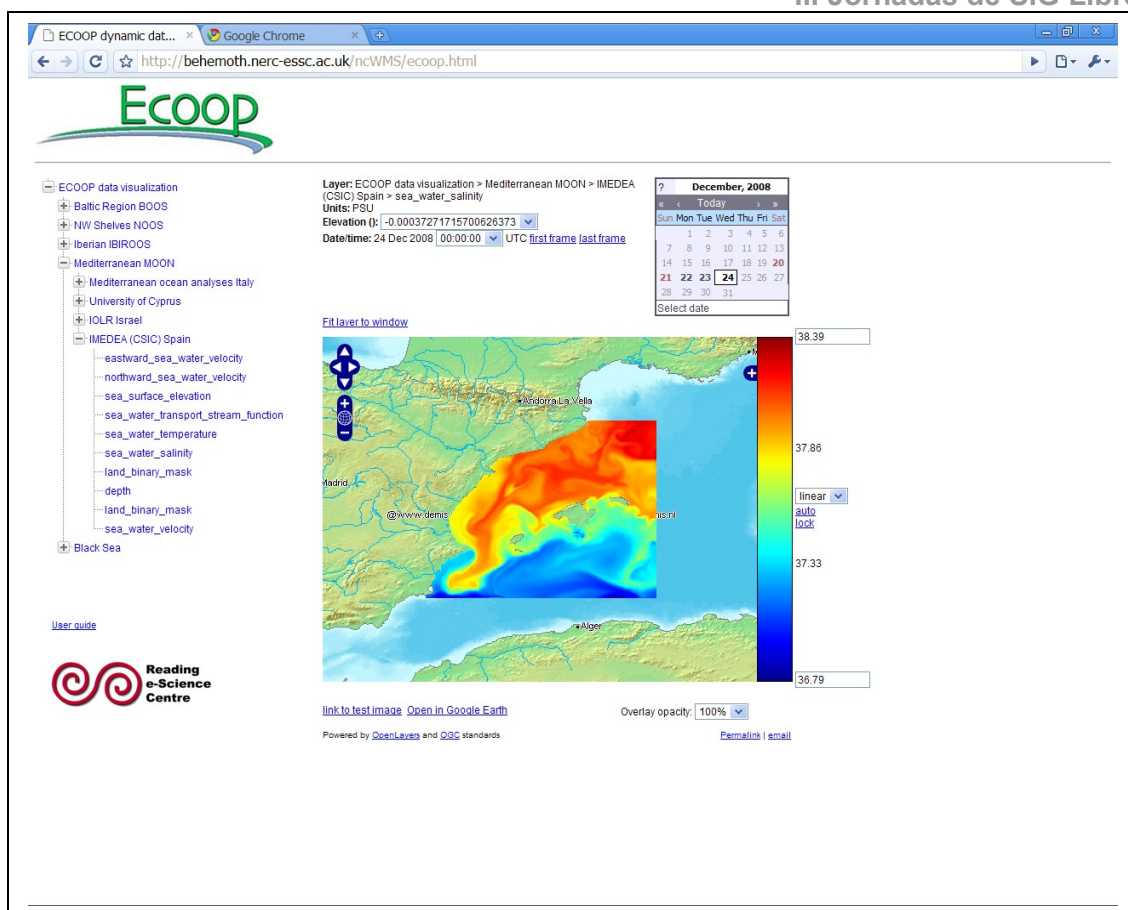 III Jornadas de SIG Libre
ECOOP dynamic dat...
Google Chrome
http://behemoth.nerc-essc.ac.uk/ncWMS/ecoop.html
Ecoop
ECOOP data visualization
Baltic Region BOOS
NW Shelves NOOS
Iberian IBIROOS
Mediterranean MOON
Mediterranean ocean analyses Italy
University of Cyprus
IOLR Israel
IMEDEA (CSIC) Spain
eastward_sea_water_velocity
northward_sea_water_velocity
sea_surface_elevation
sea_water_transport_stream_function
sea_water_temperature
sea_water_salinity
land_binary_mask
depth
land_binary_mask
sea_water_velocity
Black Sea
User guide
Reading
e-Science
Centre
Layer: ECOOP data visualization > Mediterranean MOON > IMEDEA
(CSIC) Spain > sea_water_salinity
Units: PSU
Elevation (): -0.00037271715700626373
Date/time: 24 Dec 2008 00:00:00 UTC first frame last frame
? December, 2008
« ‹ Today › »
Sun Mon Tue Wed Thu Fri Sat
1 2 3 4 5 6
7 8 9 10 11 12 13
14 15 16 17 18 19 20
21 22 23 24 25 26 27
28 29 30 31
Select date
Fit layer to window
Andorra La Vella
Madrid
@www.demis
nis.nl
Alger
38.39
37.86
linear
auto
lock
37.33
36.79
link to test image Open in Google Earth
Overlay opacity: 100%
Powered by OpenLayers and OGC standards
Permalink | email